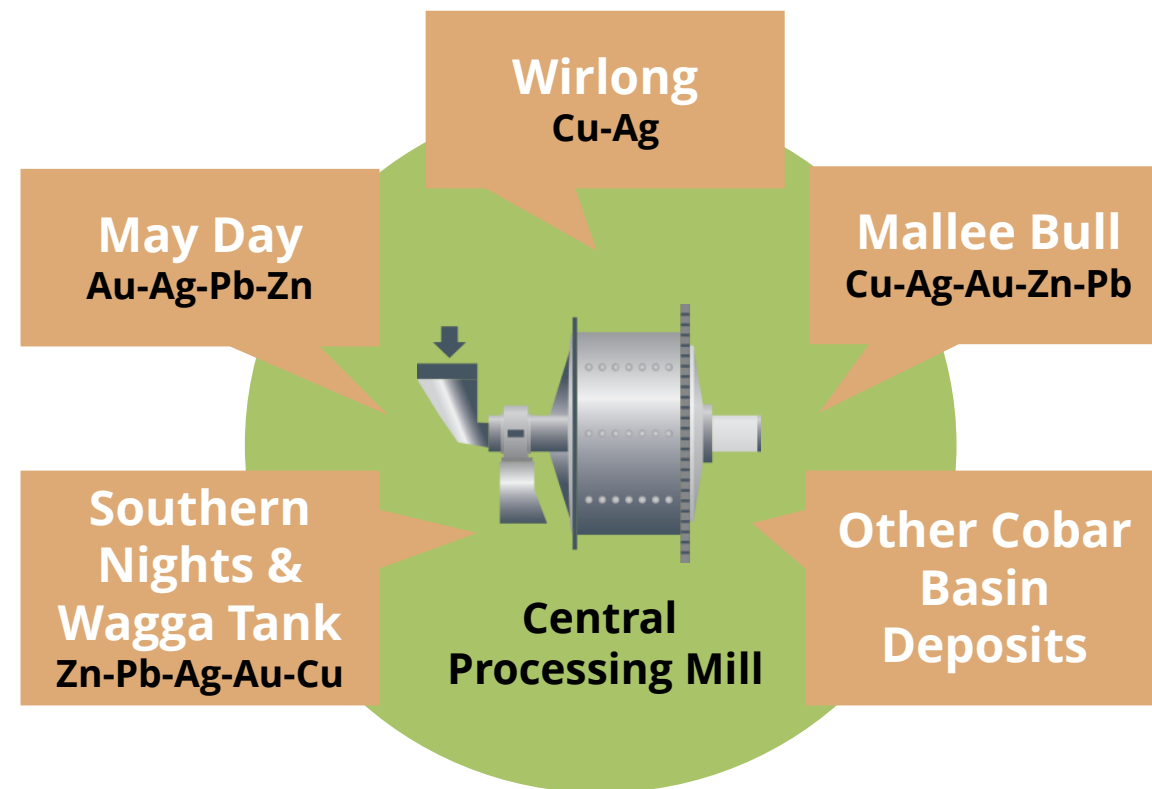 Wirlong
Cu-Ag
May Day
Au-Ag-Pb-Zn
Mallee Bull
Cu-Ag-Au-Zn-Pb
Southern
Nights &
Wagga Tank
Zn-Pb-Ag-Au-Cu
Other Cobar
Basin
Deposits
Central
Processing Mill